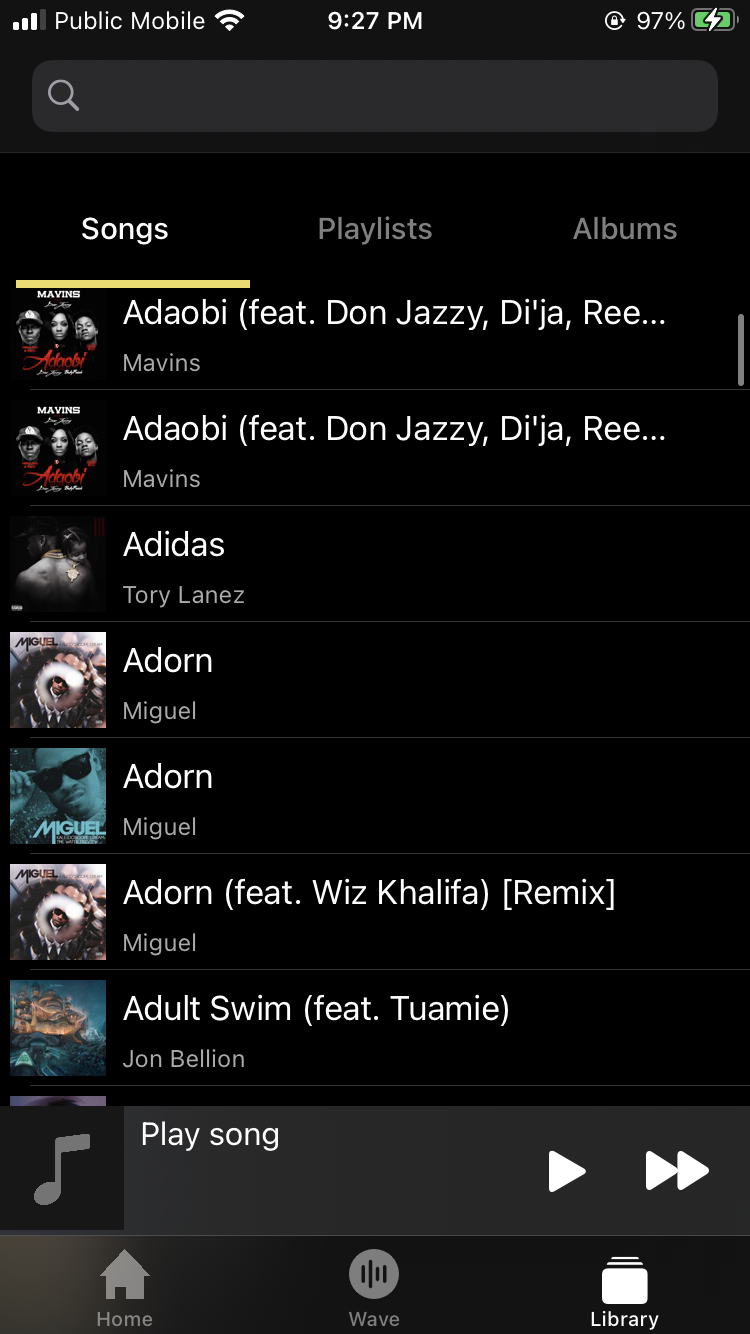 Public Mobile 9:27 PM 97%
Songs Playlists Albums
MAVINS
Adaobi
Adaobi (feat. Don Jazzy, Di'ja, Ree...
Mavins
MAVINS
Adaobi
Adaobi (feat. Don Jazzy, Di'ja, Ree...
Mavins
Adidas
Tory Lanez
MIGUEL
Adorn
Miguel
Adorn
Miguel
MIGUEL
MIGUEL
Adorn (feat. Wiz Khalifa) [Remix]
Miguel
Adult Swim (feat. Tuamie)
Jon Bellion
Play song
Home Wave Library